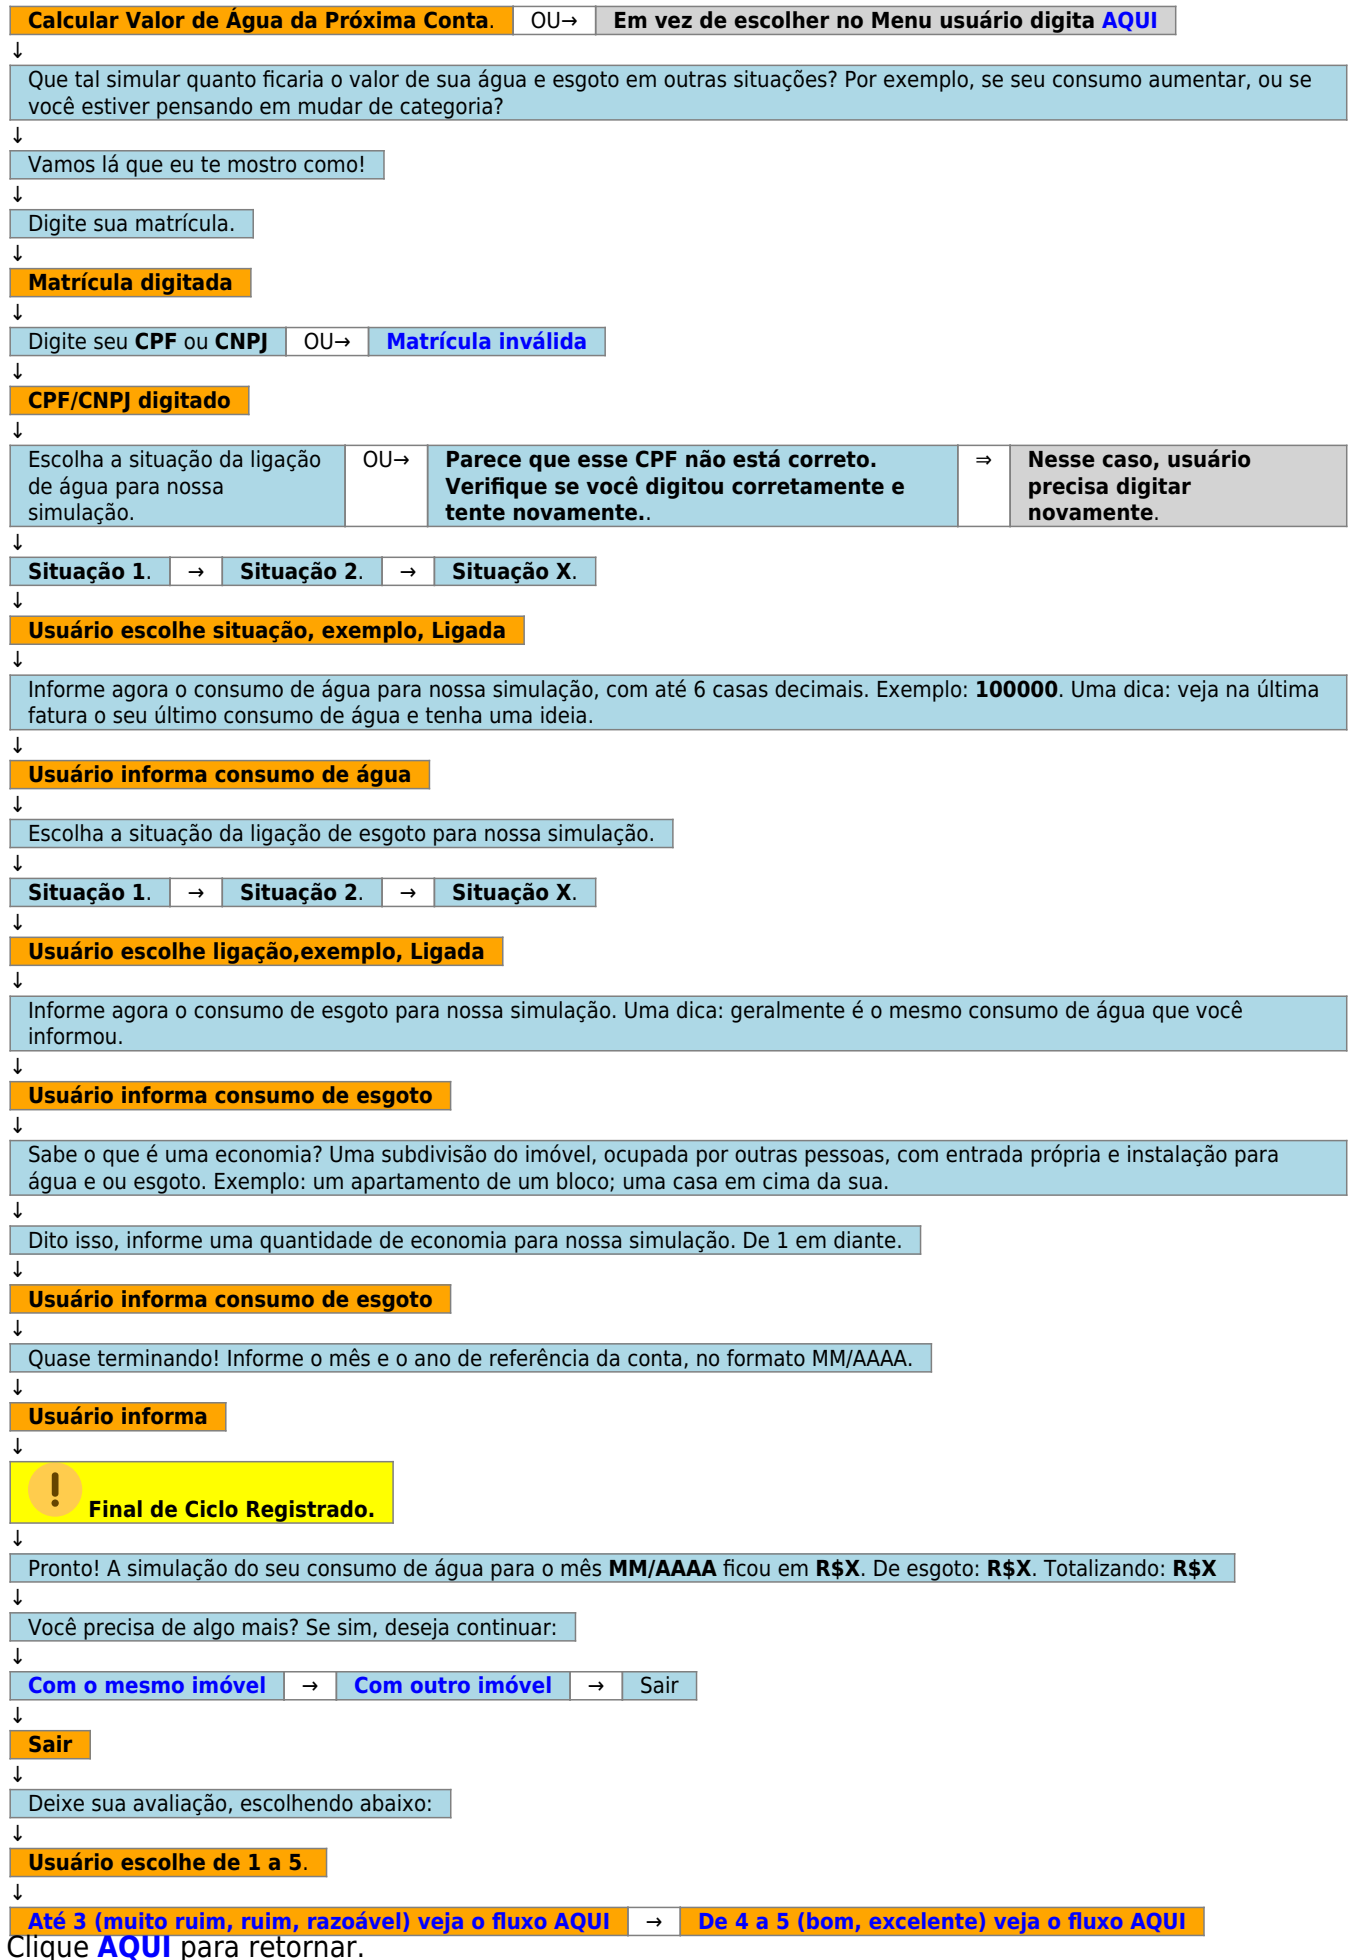 Calcular Valor de Água da Próxima Conta. OU→ Em vez de escolher no Menu usuário digita AQUI
↓
Que tal simular quanto ficaria o valor de sua água e esgoto em outras situações? Por exemplo, se seu consumo aumentar, ou se
você estiver pensando em mudar de categoria?
↓
Vamos lá que eu te mostro como!
↓
Digite sua matrícula.
↓
Matrícula digitada
↓
Digite seu CPF ou CNPJ OU→ Matrícula inválida
↓
CPF/CNPJ digitado
↓
Escolha a situação da ligação
de água para nossa
simulação.
OU→
Parece que esse CPF não está correto.
Verifique se você digitou corretamente e
tente novamente..
⇒
Nesse caso, usuário
precisa digitar
novamente.
↓
Situação 1. → Situação 2. → Situação X.
↓
Usuário escolhe situação, exemplo, Ligada
↓
Informe agora o consumo de água para nossa simulação, com até 6 casas decimais. Exemplo: 100000. Uma dica: veja na última
fatura o seu último consumo de água e tenha uma ideia.
↓
Usuário informa consumo de água
↓
Escolha a situação da ligação de esgoto para nossa simulação.
↓
Situação 1. → Situação 2. → Situação X.
↓
Usuário escolhe ligação,exemplo, Ligada
↓
Informe agora o consumo de esgoto para nossa simulação. Uma dica: geralmente é o mesmo consumo de água que você
informou.
↓
Usuário informa consumo de esgoto
↓
Sabe o que é uma economia? Uma subdivisão do imóvel, ocupada por outras pessoas, com entrada própria e instalação para
água e ou esgoto. Exemplo: um apartamento de um bloco; uma casa em cima da sua.
↓
Dito isso, informe uma quantidade de economia para nossa simulação. De 1 em diante.
↓
Usuário informa consumo de esgoto
↓
Quase terminando! Informe o mês e o ano de referência da conta, no formato MM/AAAA.
↓
Usuário informa
↓
Final de Ciclo Registrado.
↓
Pronto! A simulação do seu consumo de água para o mês MM/AAAA ficou em R$X. De esgoto: R$X. Totalizando: R$X
↓
Você precisa de algo mais? Se sim, deseja continuar:
↓
Com o mesmo imóvel → Com outro imóvel → Sair
↓
Sair
↓
Deixe sua avaliação, escolhendo abaixo:
↓
Usuário escolhe de 1 a 5.
↓
Até 3 (muito ruim, ruim, razoável) veja o fluxo AQUI → De 4 a 5 (bom, excelente) veja o fluxo AQUI
Clique AQUI para retornar.